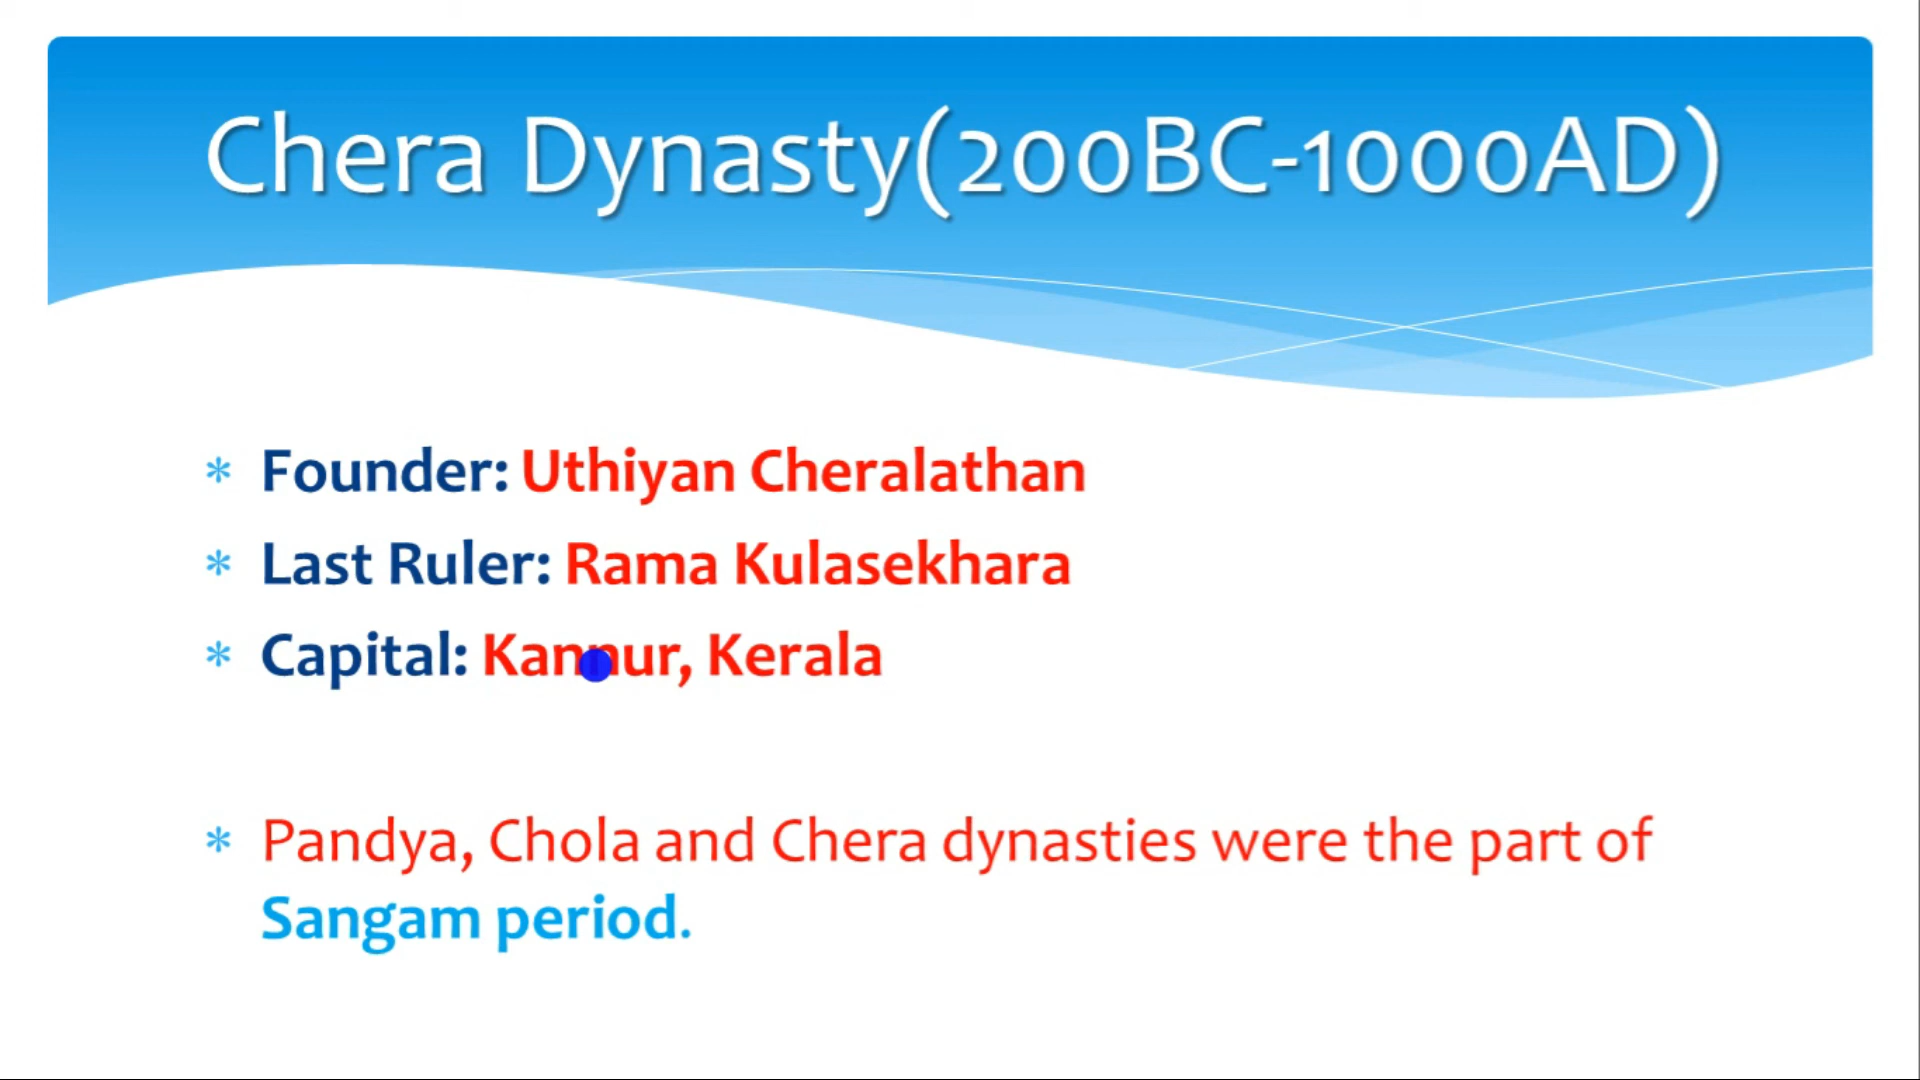 Chera Dynasty(200BC-1000AD)
* Founder: Uthiyan Cheralathan
* Last Ruler: Rama Kulasekhara
* Capital: Kannur, Kerala
* Pandya, Chola and Chera dynasties were the part of
Sangam period.